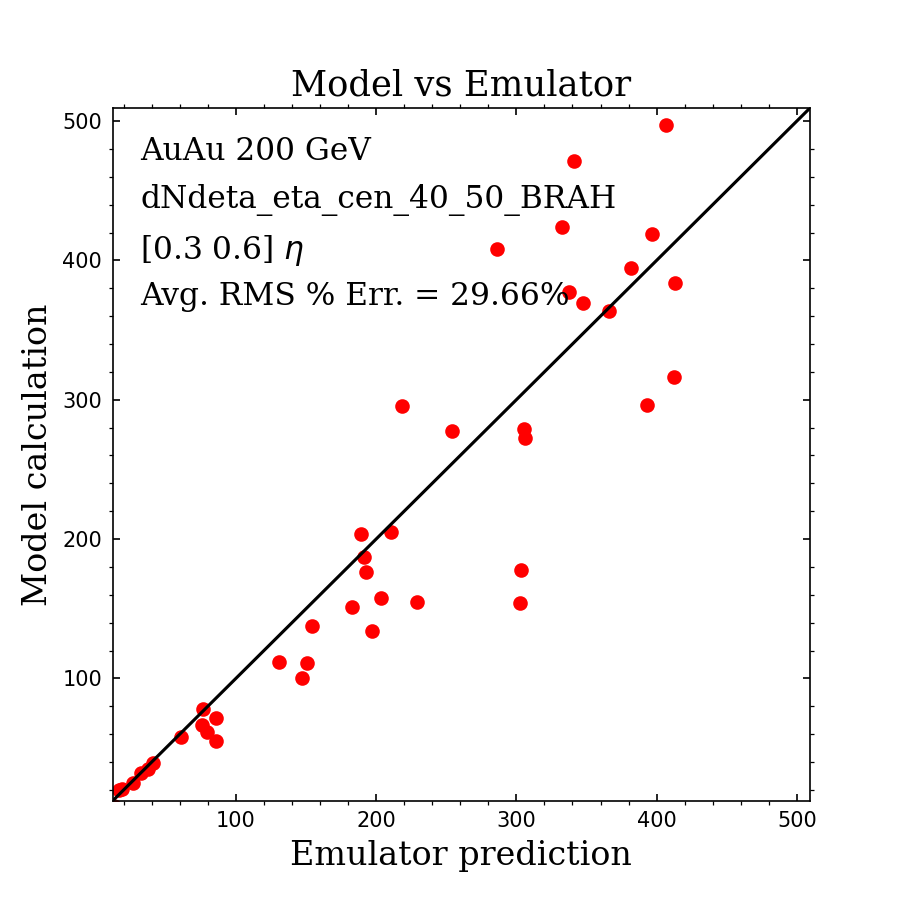 Model vs Emulator
AuAu 200 GeV
dNdeta_eta_cen_40_50_BRAH
[0.3 0.6] η
Avg. RMS % Err. = 29.66%
Model calculation
500
400
300
200
100
100 200 300 400 500
Emulator prediction